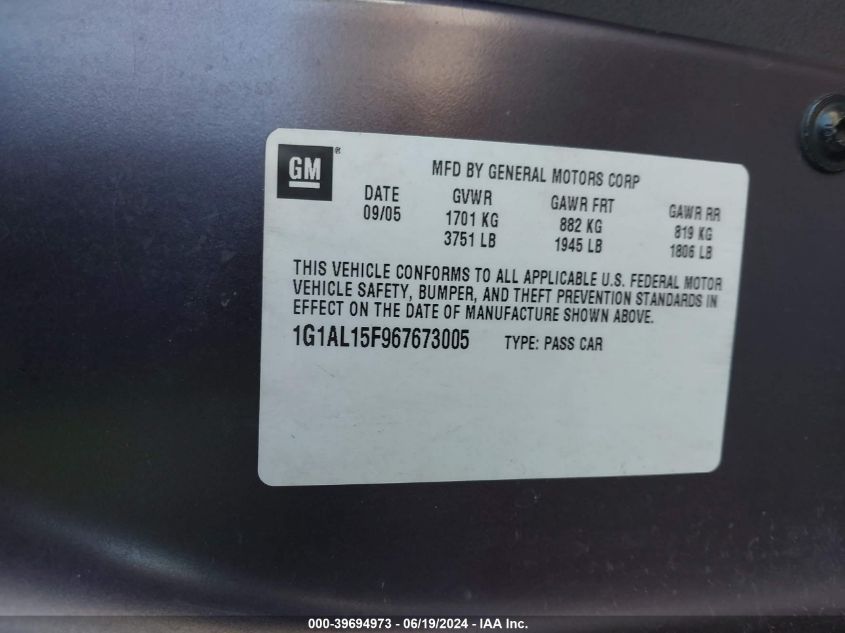 GM®
MFD BY GENERAL MOTORS CORP
DATE GVWR GAWR FRT GAWR RR
09/05 1701 KG 882 KG 819 KG
3751 LB 1945 LB 1806 LB
THIS VEHICLE CONFORMS TO ALL APPLICABLE U.S. FEDERAL MOTOR
VEHICLE SAFETY, BUMPER, AND THEFT PREVENTION STANDARDS IN
EFFECT ON THE DATE OF MANUFACTURE SHOWN ABOVE.
1G1AL15F967673005 TYPE: PASS CAR
000-39694973 - 06/19/2024 - IAA Inc.